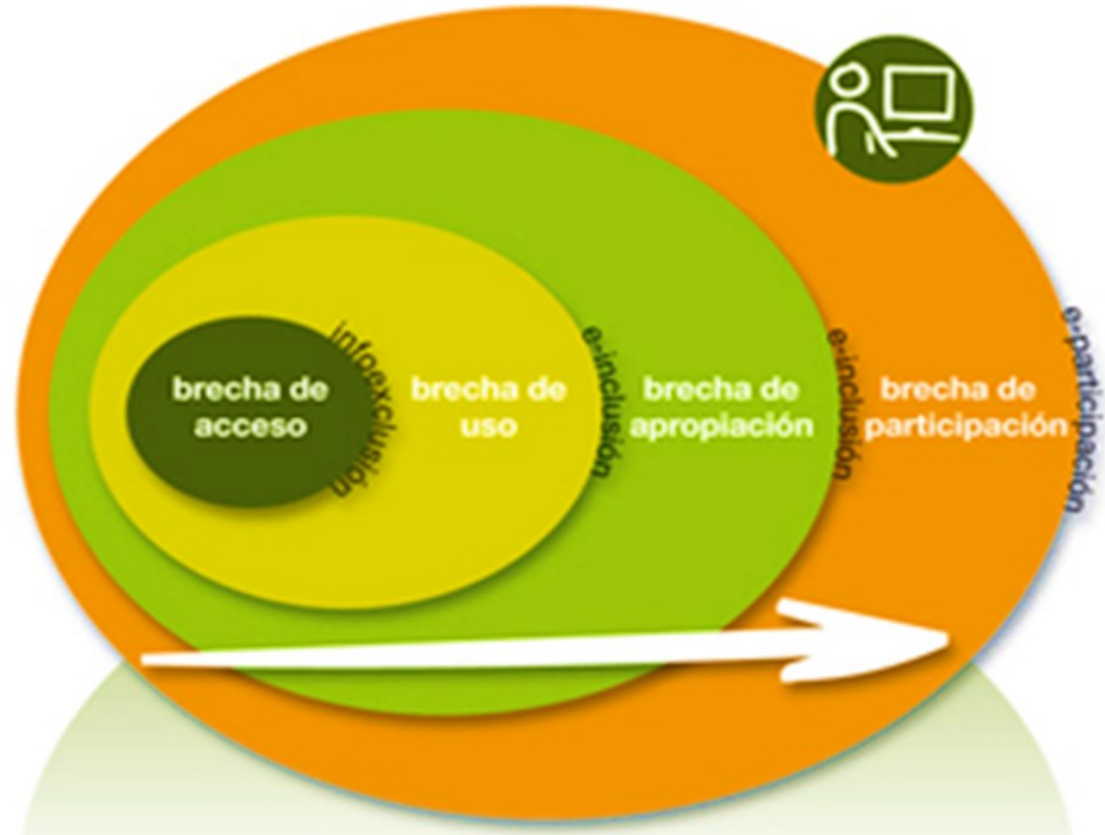 brecha de
acceso
infoexclusión
brecha de
uso
e-inclusión
brecha de
apropiación
e-inclusión
brecha de
participación
e-participación